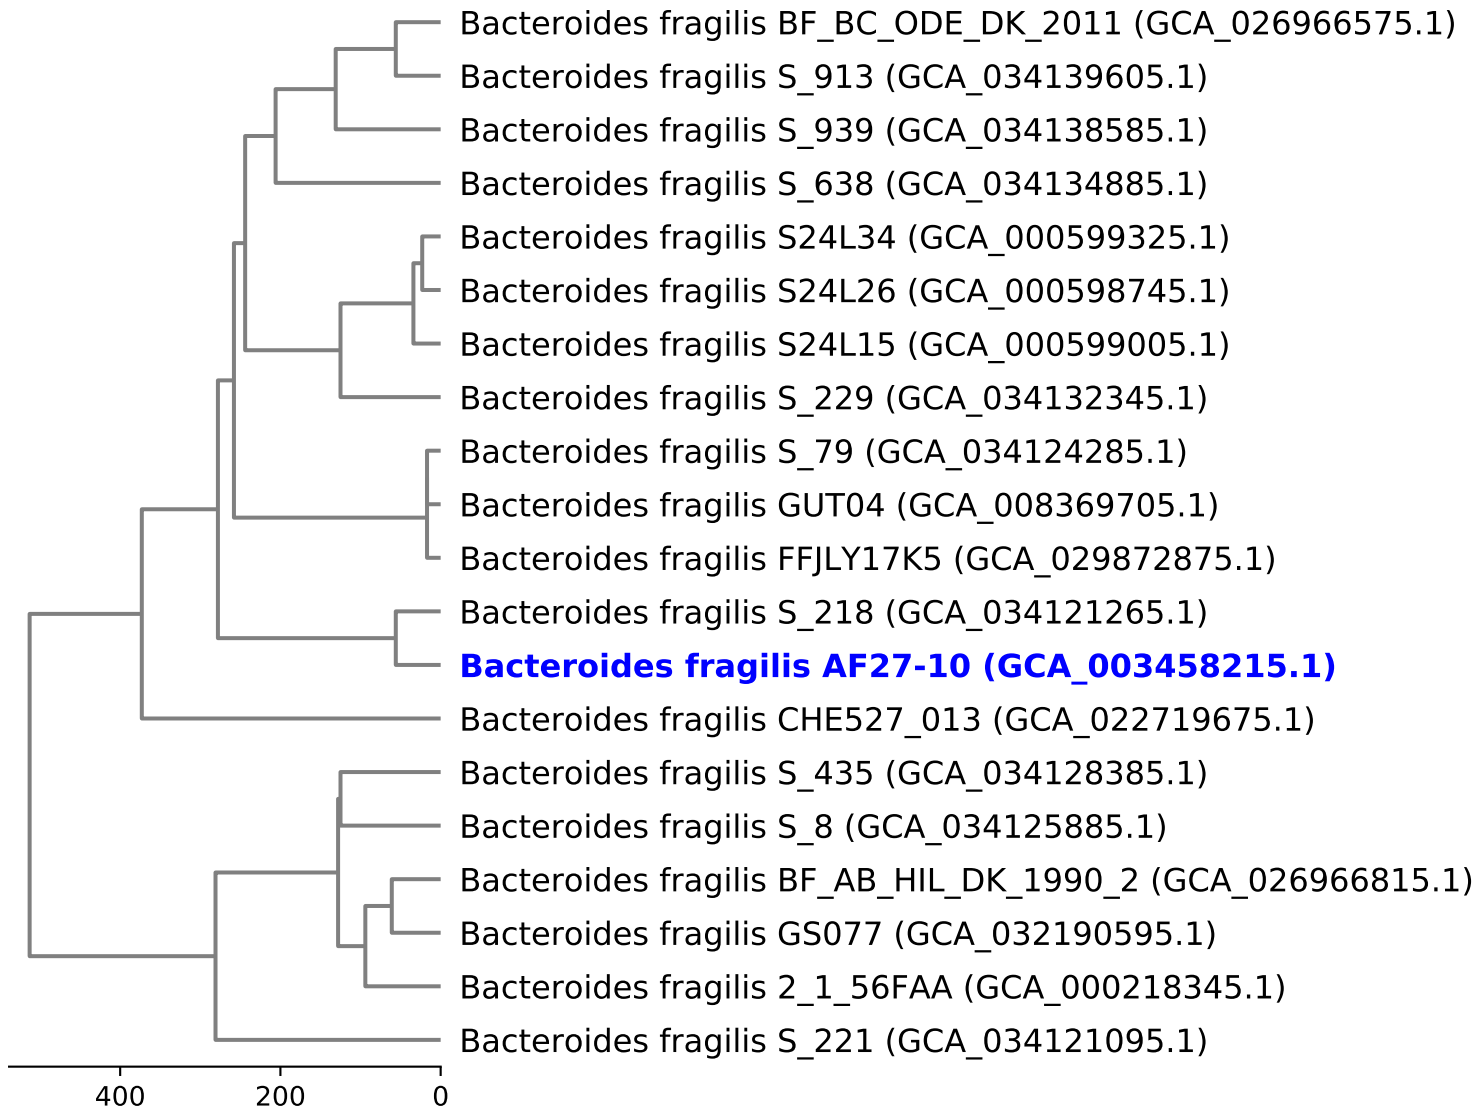 Bacteroides fragilis BF_BC_ODE_DK_2011 (GCA_026966575.1)
Bacteroides fragilis S_913 (GCA_034139605.1)
Bacteroides fragilis S_939 (GCA_034138585.1)
Bacteroides fragilis S_638 (GCA_034134885.1)
Bacteroides fragilis S24L34 (GCA_000599325.1)
Bacteroides fragilis S24L26 (GCA_000598745.1)
Bacteroides fragilis S24L15 (GCA_000599005.1)
Bacteroides fragilis S_229 (GCA_034132345.1)
Bacteroides fragilis S_79 (GCA_034124285.1)
Bacteroides fragilis GUT04 (GCA_008369705.1)
Bacteroides fragilis FFJLY17K5 (GCA_029872875.1)
Bacteroides fragilis S_218 (GCA_034121265.1)
Bacteroides fragilis AF27-10 (GCA_003458215.1)
Bacteroides fragilis CHE527_013 (GCA_022719675.1)
Bacteroides fragilis S_435 (GCA_034128385.1)
Bacteroides fragilis S_8 (GCA_034125885.1)
Bacteroides fragilis BF_AB_HIL_DK_1990_2 (GCA_026966815.1)
Bacteroides fragilis GS077 (GCA_032190595.1)
Bacteroides fragilis 2_1_56FAA (GCA_000218345.1)
Bacteroides fragilis S_221 (GCA_034121095.1)
400 200 0